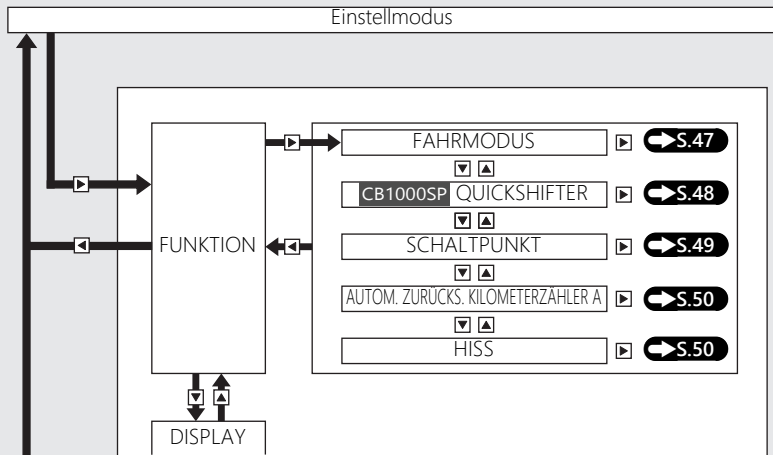 Einstellmodus
FAHRMODUS S.47
CB1000SP QUICKSHIFTER S.48
FUNKTION
SCHALTPUNKT S.49
AUTOM. ZURÜCKS. KILOMETERZÄHLER A S.50
HISS S.50
DISPLAY